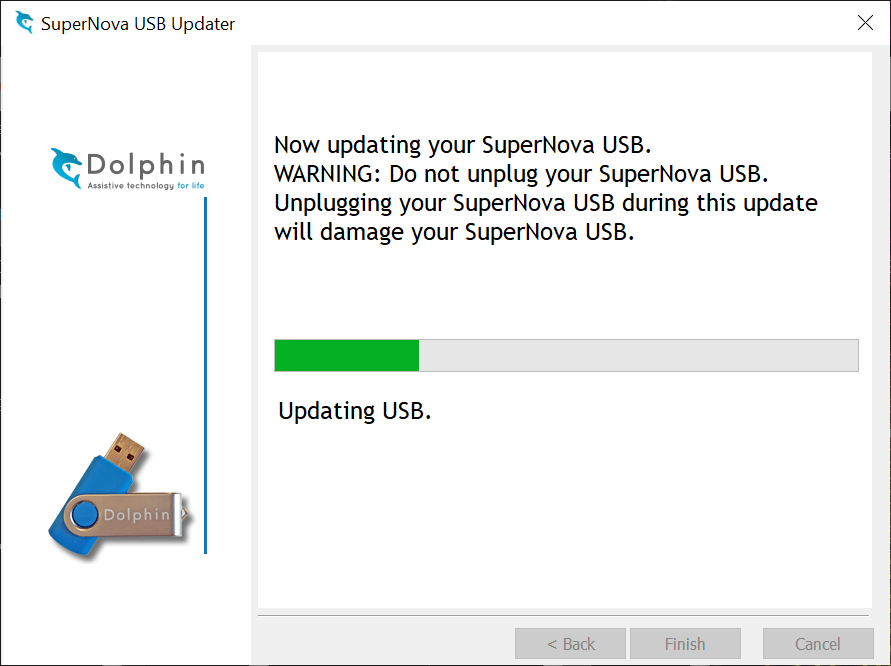 SuperNova USB Updater
Dolphin
Assistive technology for life
Now updating your SuperNova USB.
WARNING: Do not unplug your SuperNova USB.
Unplugging your SuperNova USB during this update
will damage your SuperNova USB.
Updating USB.
Dolphin
< Back
Finish
Cancel